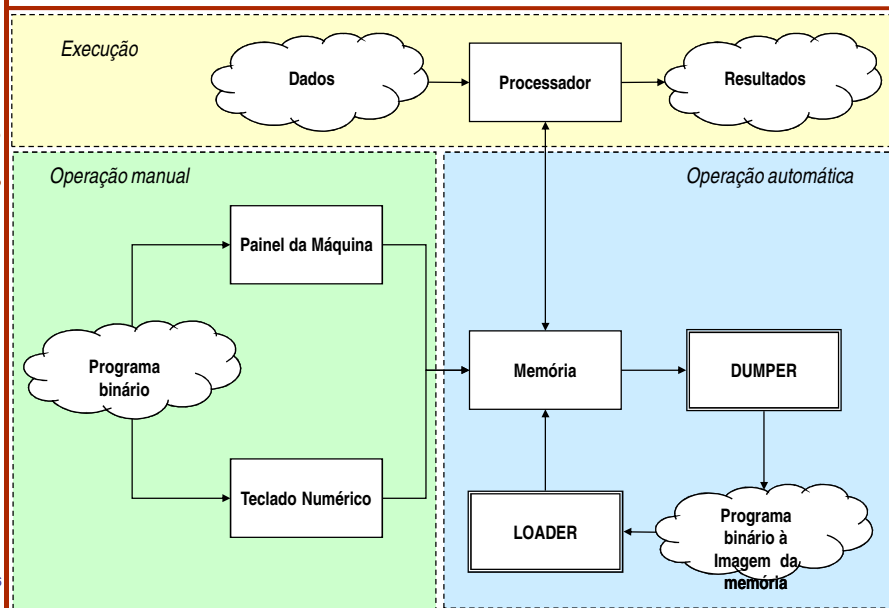 Execução
Dados
Processador
Resultados
Operação manual
Operação automática
Painel da Máquina
Programa
binário
Memória
DUMPER
Teclado Numérico
LOADER
Programa
binário à
Imagem da
memória